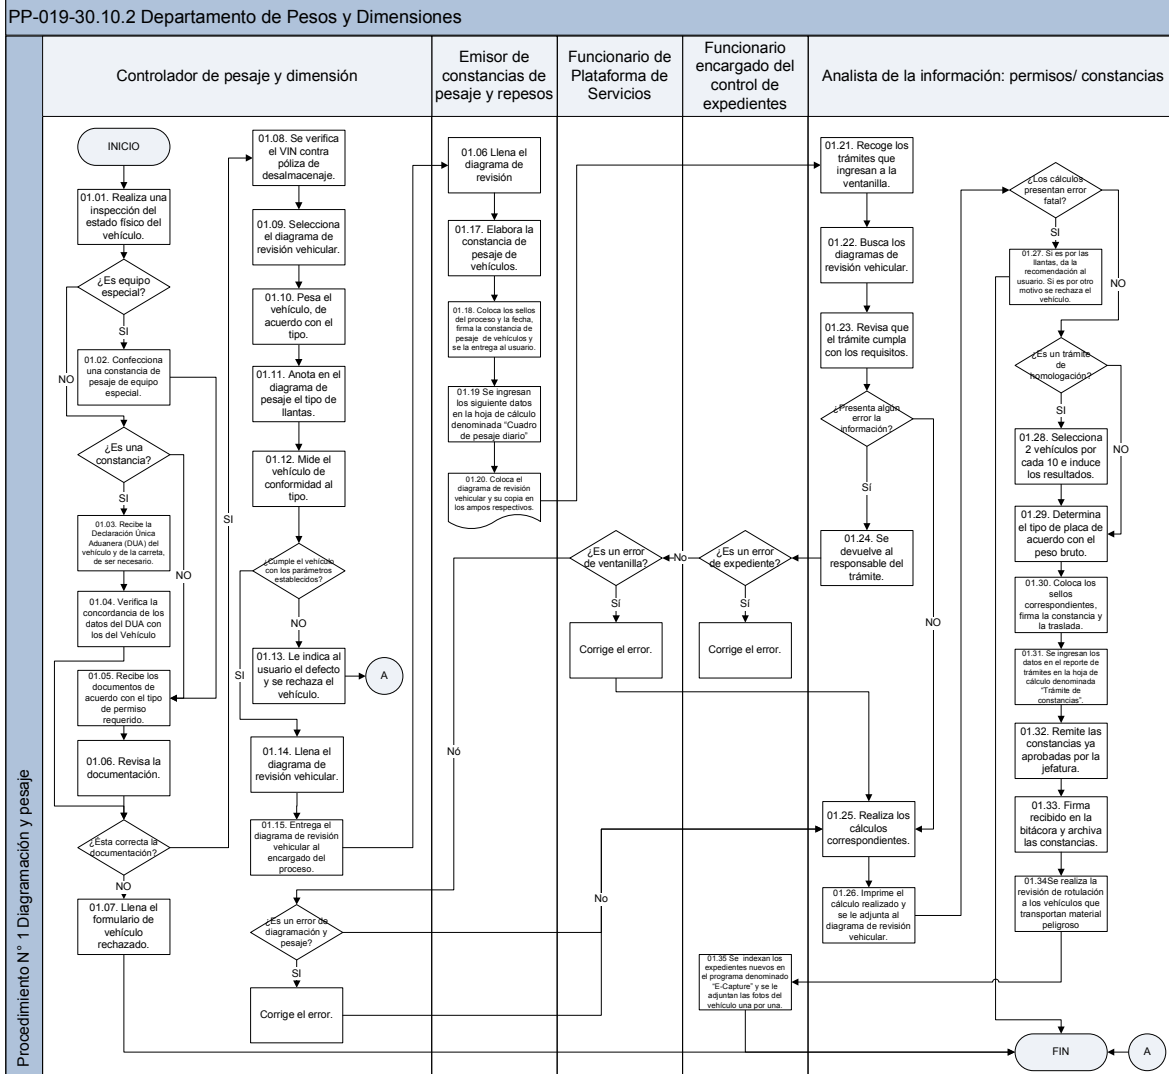 PP-019-30.10.2 Departamento de Pesos y Dimensiones
Procedimiento N° 1 Diagramación y pesaje
Controlador de pesaje y dimensión
Emisor de
constancias de
pesaje y repesos
Funcionario de
Plataforma de
Servicios
Funcionario
encargado del
control de
expedientes
Analista de la información: permisos/ constancias
INICIO
01.01. Realiza una
inspección del
estado físico del
vehículo.
¿Es equipo
especial?
SI
NO
01.02. Confecciona
una constancia de
pesaje de equipo
especial.
¿Es una
constancia?
SI
NO
01.03. Recibe la
Declaración Única
Aduanera (DUA) del
vehículo y de la carreta,
de ser necesario.
01.04. Verifica la
concordancia de los
datos del DUA con
los del Vehículo
01.05. Recibe los
documentos de
acuerdo con el tipo
de permiso
requerido.
01.06. Revisa la
documentación.
¿Ésta correcta la
documentación?
NO
SI
01.07. Llena el
formulario de
vehículo
rechazado.
01.08. Se verifica
el VIN contra
póliza de
desalmacenaje.
01.09. Selecciona
el diagrama de
revisión vehicular.
01.10. Pesa el
vehículo, de
acuerdo con el
tipo.
01.11. Anota en el
diagrama de
pesaje el tipo de
llantas.
01.12. Mide el
vehículo de
conformidad al
tipo.
¿Cumple el vehículo
con los parámetros
establecidos?
NO
SI
01.13. Le indica al
usuario el defecto
y se rechaza el
vehículo.
A
01.14. Llena el
diagrama de
revisión vehicular.
01.15. Entrega el
diagrama de revisión
vehicular al
encargado del
proceso.
¿Es un error de
diagramación y
pesaje?
SI
No
Corrige el error.
01.06 Llena el
diagrama de
revisión
01.17. Elabora la
constancia de
pesaje de
vehículos.
01.18. Coloca los sellos
del proceso y la fecha,
firma la constancia de
pesaje de vehículos y
se la entrega al usuario.
01.19 Se ingresan
los siguiente datos
en la hoja de cálculo
denominada “Cuadro
de pesaje diario”
01.20. Coloca el
diagrama de revisión
vehicular y su copia en
los ampos respectivos.
Nó
¿Es un error
de ventanilla?
Sí
Corrige el error.
No
¿Es un error
de expediente?
Sí
Corrige el error.
01.35 Se indexan los
expedientes nuevos en
el programa denominado
“E-Capture” y se le
adjuntan las fotos del
vehículo una por una.
01.21. Recoge los
trámites que
ingresan a la
ventanilla.
01.22. Busca los
diagramas de
revisión vehicular.
01.23. Revisa que
el trámite cumpla
con los requisitos.
¿Presenta algún
error la
información?
Sí
NO
01.24. Se
devuelve al
responsable del
trámite.
01.25. Realiza los
cálculos
correspondientes.
01.26. Imprime el
cálculo realizado y
se le adjunta al
diagrama de revisión
vehicular.
¿Los cálculos
presentan error
fatal?
SI
NO
01.27. Si es por las
llantas, da la
recomendación al
usuario. Si es por otro
motivo se rechaza el
vehículo.
¿Es un trámite
de
homologación?
SI
NO
01.28. Selecciona
2 vehículos por
cada 10 e induce
los resultados.
01.29. Determina
el tipo de placa de
acuerdo con el
peso bruto.
01.30. Coloca los
sellos
correspondientes,
firma la constancia y
la traslada.
01.31. Se ingresan los
datos en el reporte de
trámites en la hoja de
cálculo denominada
“Trámite de
constancias”.
01.32. Remite las
constancias ya
aprobadas por la
jefatura.
01.33. Firma
recibido en la
bitácora y archiva
las constancias.
01.34Se realiza la
revisión de rotulación
a los vehículos que
transportan material
peligroso
FIN
A